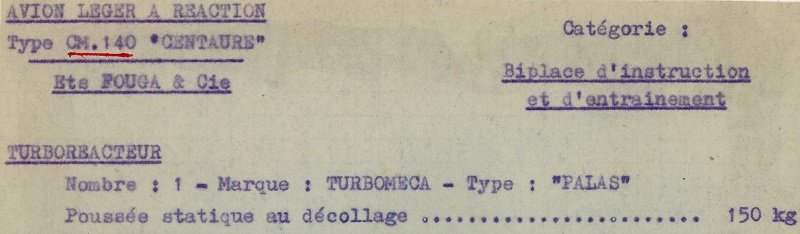 AVION LEGER A REACTION
Type CM.140 "CENTAURE"
Ets FOUGA & Cie
Catégorie :
Biplace d'instruction
et d'entrainement
TURBOREACTEUR
Nombre : 1 - Marque : TURBOMECA - Type : "PALAS"
Poussée statique au décollage ........................ 150 kg